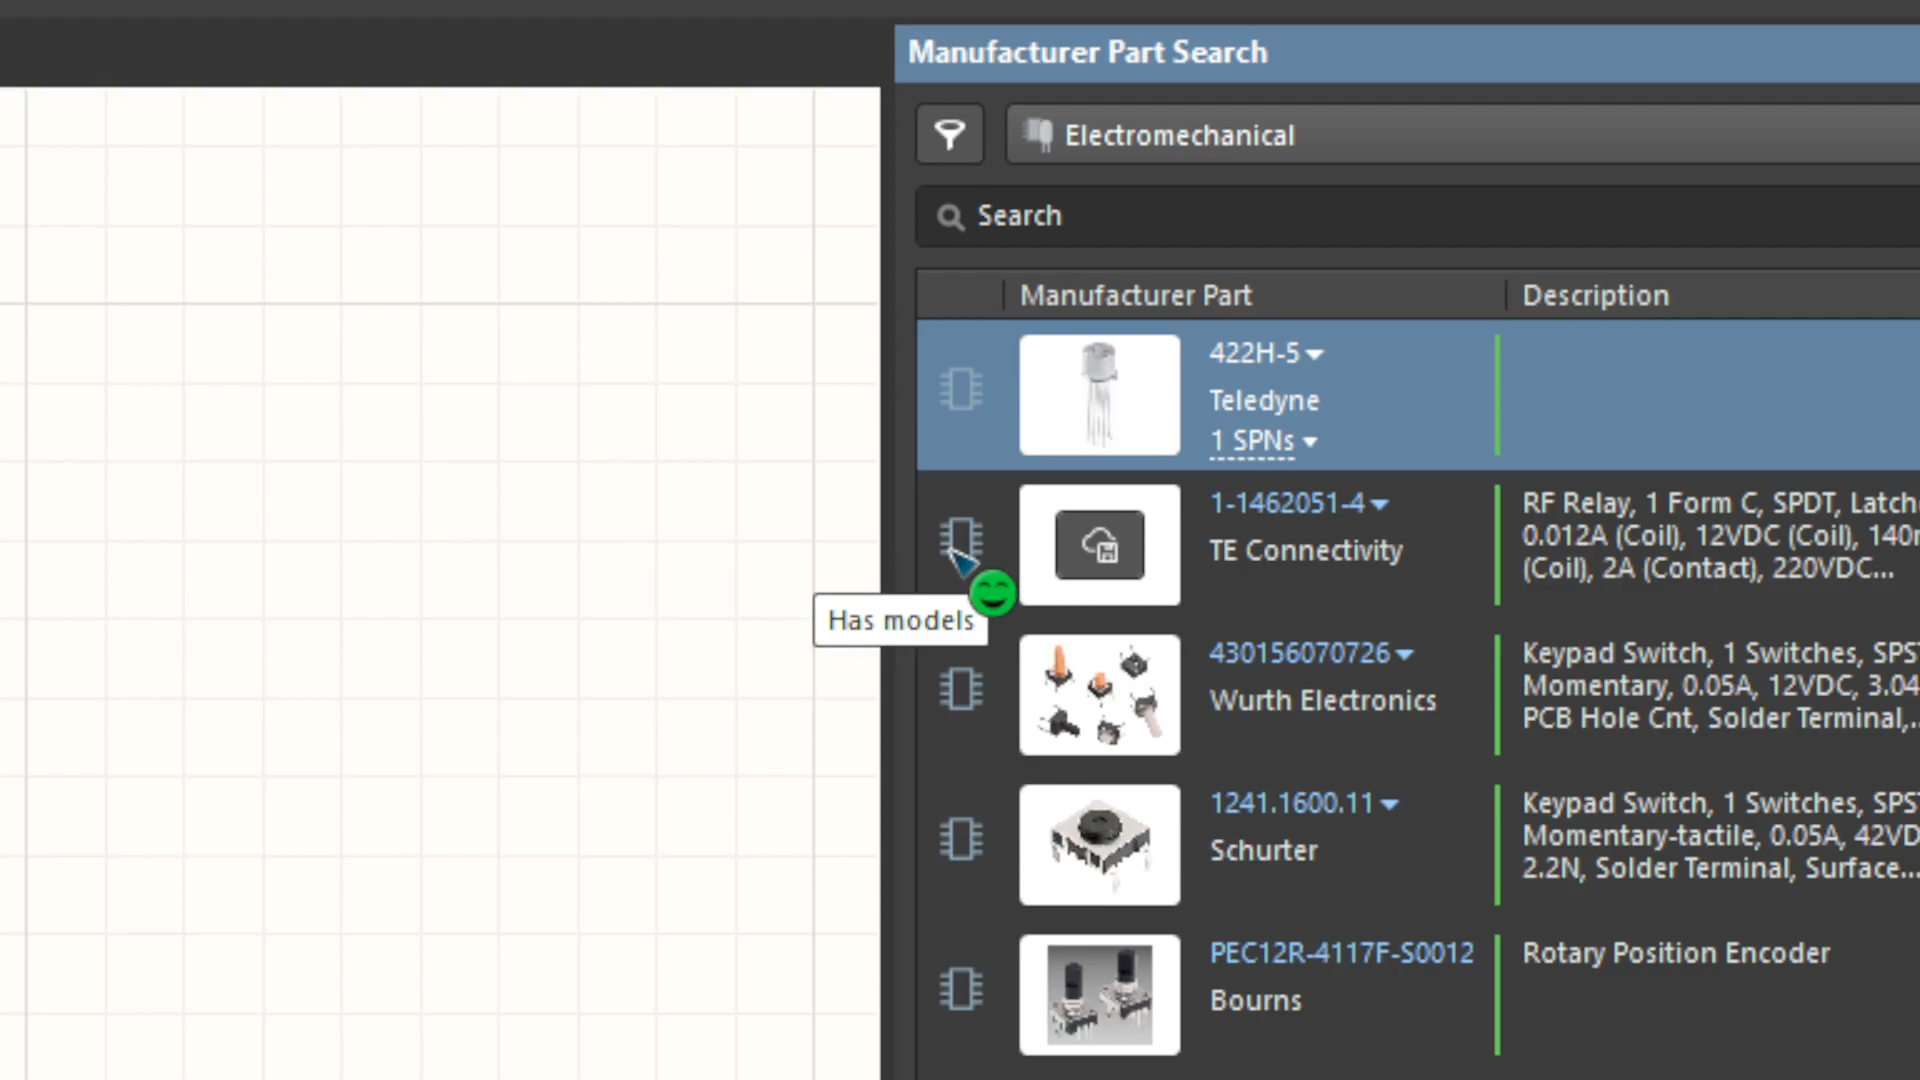 Manufacturer Part Search
Electromechanical
Search
Manufacturer Part
Description
422H-5
Teledyne
1 SPNs
1-1462051-4
TE Connectivity
RF Relay, 1 Form C, SPDT, Latch
0.012A (Coil), 12VDC (Coil), 140
(Coil), 2A (Contact), 220VDC...
Has models
430156070726
Wurth Electronics
Keypad Switch, 1 Switches, SPS
Momentary, 0.05A, 12VDC, 3.04
PCB Hole Cnt, Solder Terminal,..
1241.1600.11
Schurter
Keypad Switch, 1 Switches, SPS
Momentary-tactile, 0.05A, 42VD
2.2N, Solder Terminal, Surface...
PEC12R-4117F-S0012
Bourns
Rotary Position Encoder